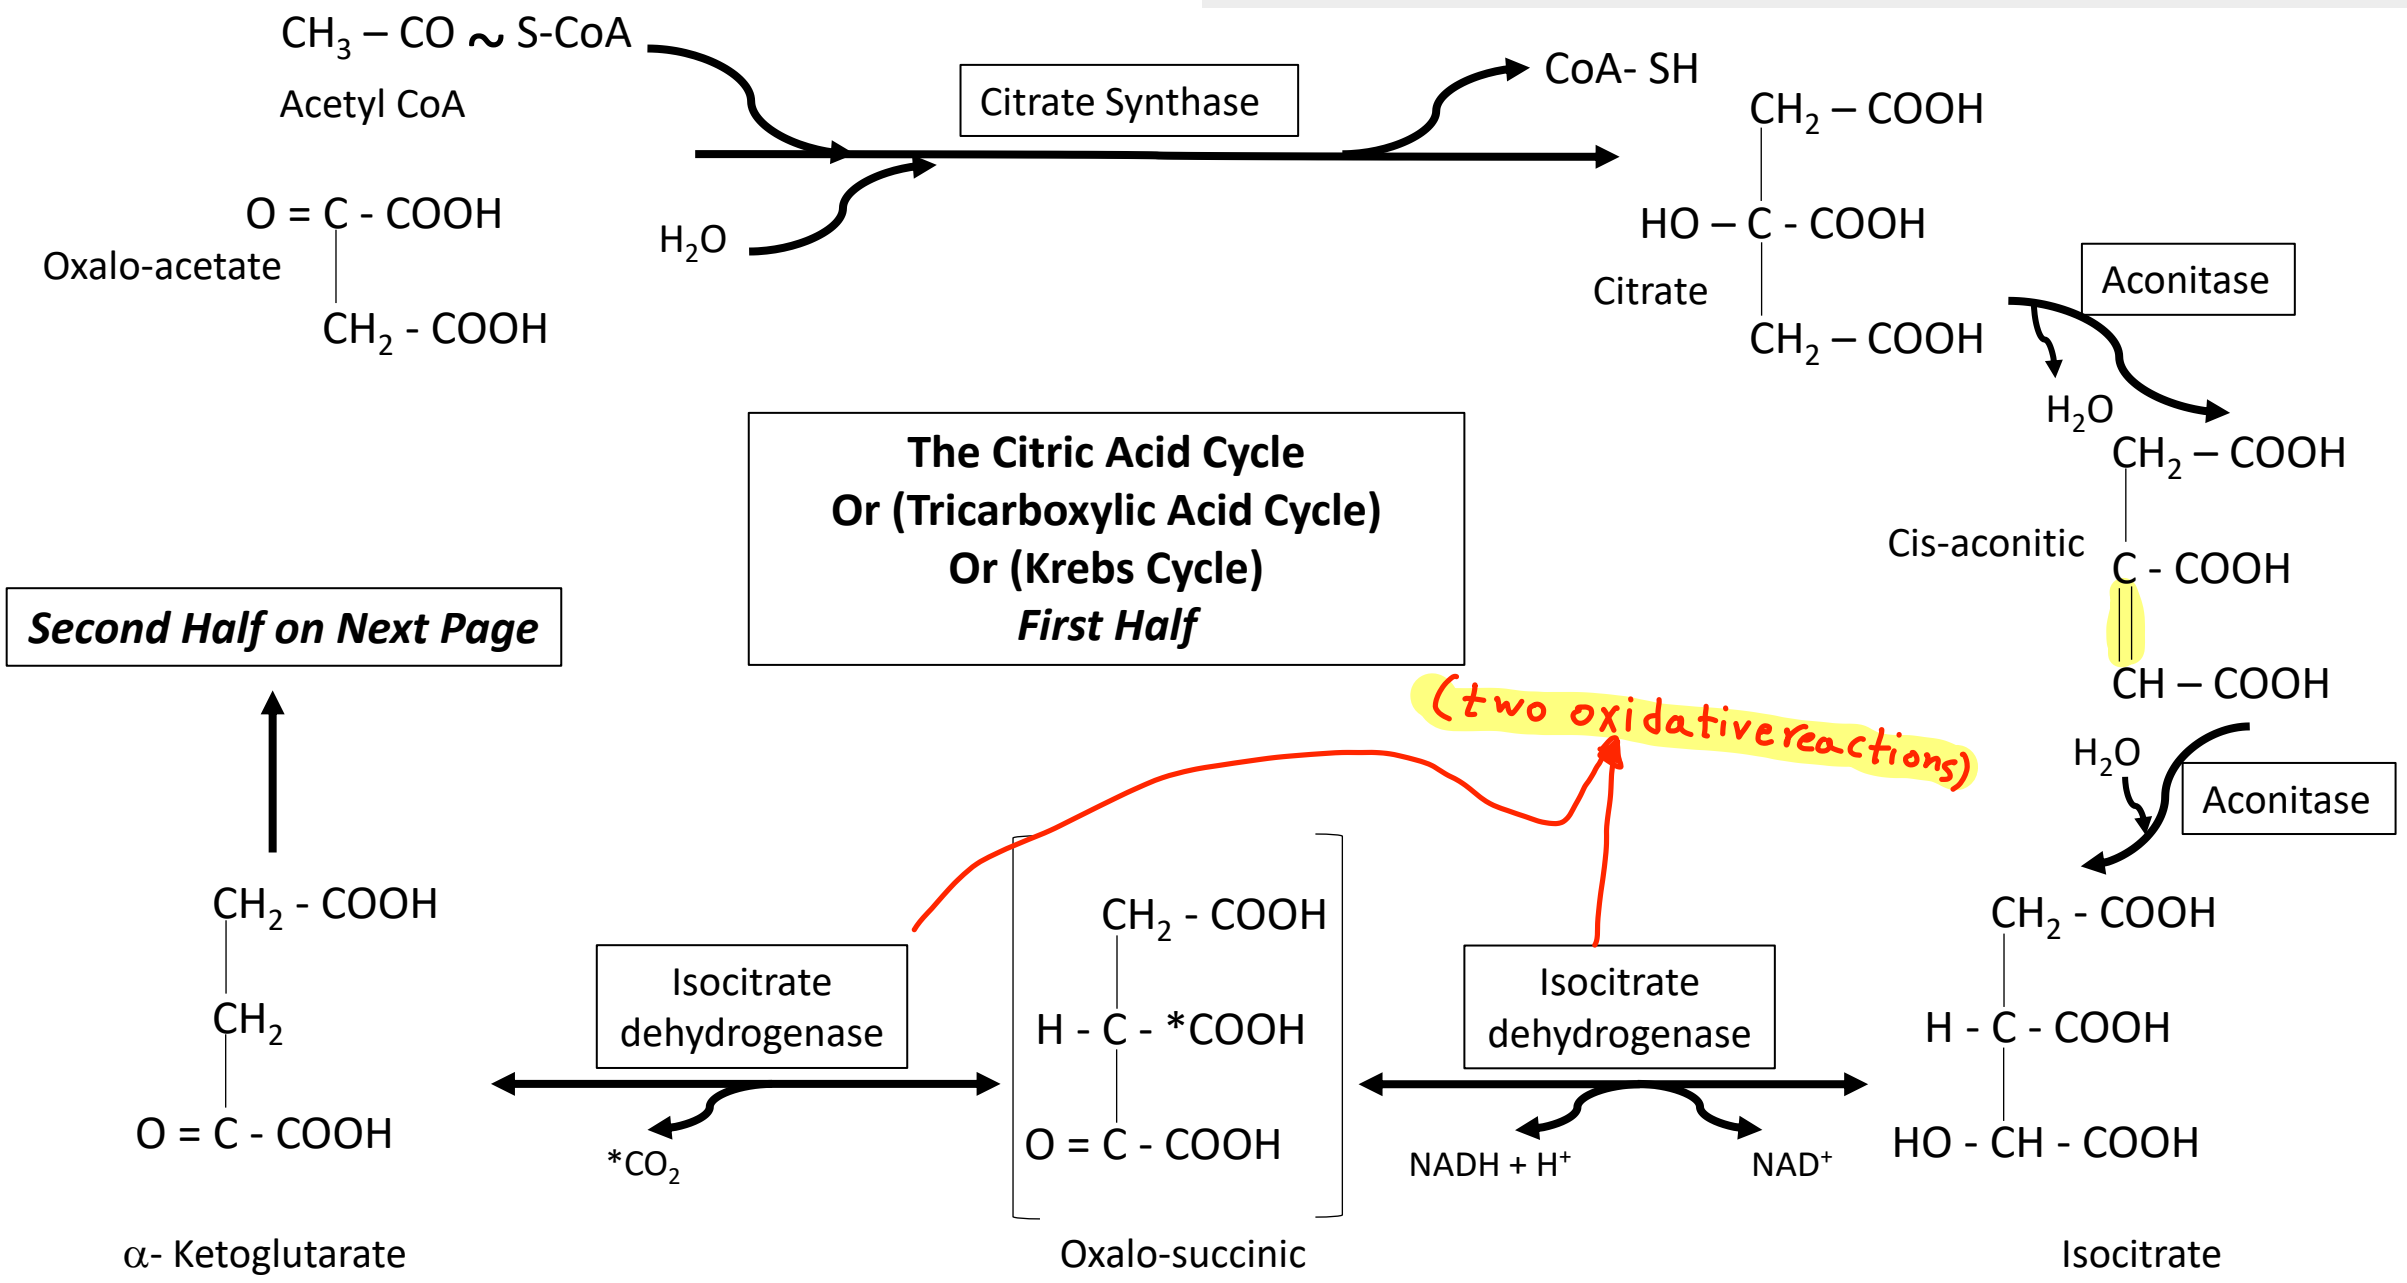 CH₃ – CO ~ S-CoA
Acetyl CoA
Citrate Synthase
CoA- SH
O = C - COOH
Oxalo-acetate
CH₂ - COOH
H₂O
CH₂ – COOH
HO – C - COOH
Citrate
CH₂ – COOH
Aconitase
H₂O
CH₂ – COOH
Cis-aconitic
C - COOH
CH – COOH
The Citric Acid Cycle
Or (Tricarboxylic Acid Cycle)
Or (Krebs Cycle)
First Half
Second Half on Next Page
(two oxidative reactions)
H₂O
Aconitase
CH₂ - COOH
H - C - COOH
HO - CH - COOH
Isocitrate
Isocitrate
dehydrogenase
NADH + H⁺
NAD⁺
CH₂ - COOH
H - C - *COOH
O = C - COOH
Oxalo-succinic
Isocitrate
dehydrogenase
*CO₂
CH₂ - COOH
CH₂
O = C - COOH
α- Ketoglutarate